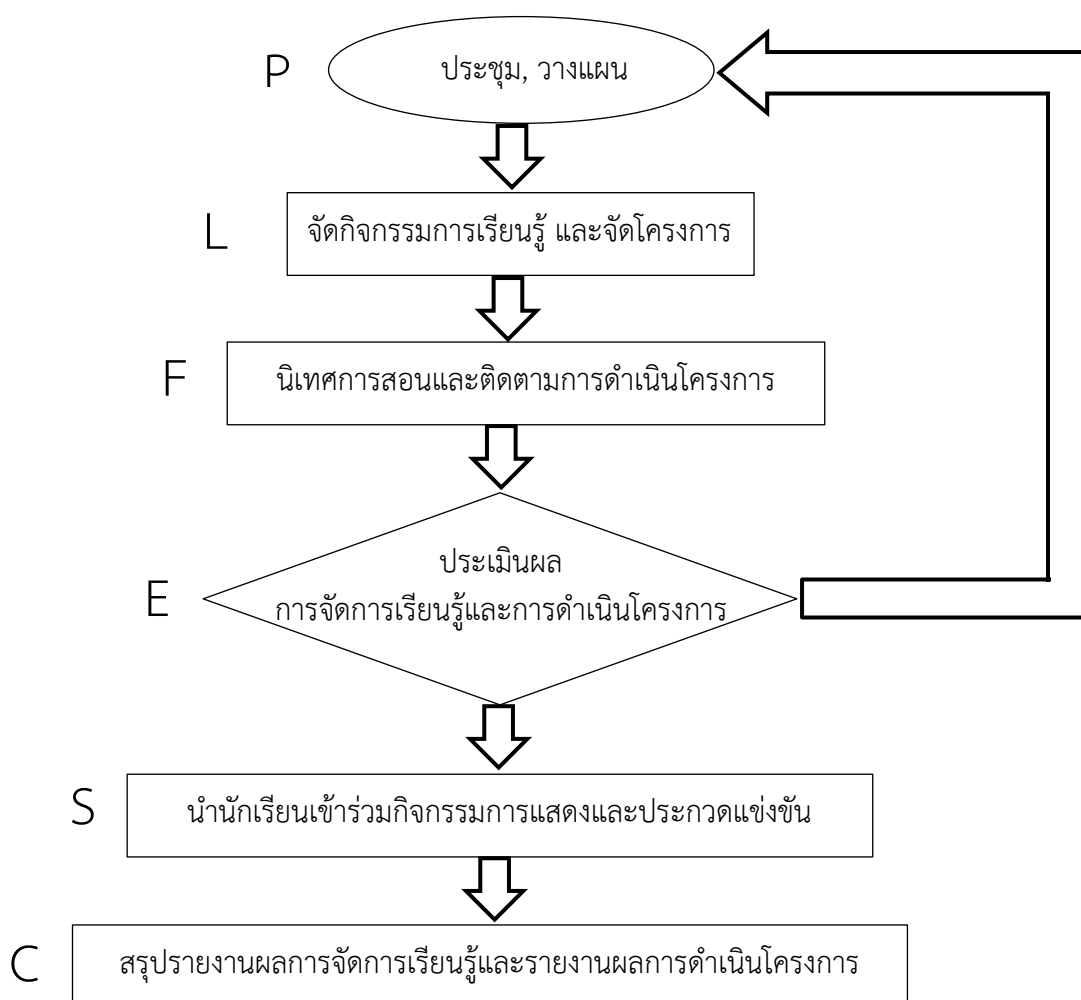 P
ประชุม, วางแผน
L
จัดกิจกรรมการเรียนรู้ และจัดโครงการ
F
นิเทศการสอนและติดตามการดำเนินโครงการ
ประเมินผล
E
การจัดการเรียนรู้และการดำเนินโครงการ
S
นำนักเรียนเข้าร่วมกิจกรรมการแสดงและประกวดแข่งขัน
C
สรุปรายงานผลการจัดการเรียนรู้และรายงานผลการดำเนินโครงการ